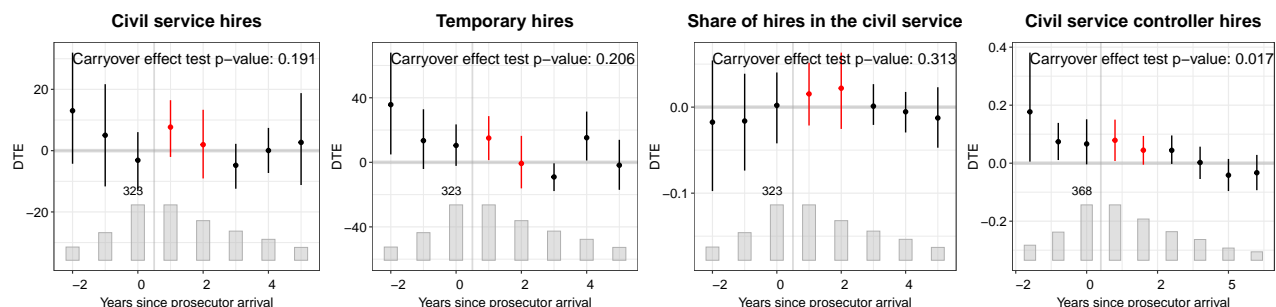 Civil service hires
Carryover effect test p−value: 0.191
20
0
−20
DTE
323
−2 0 2 4
Years since prosecutor arrival
Temporary hires
Carryover effect test p−value: 0.206
40
0
−40
DTE
323
−2 0 2 4
Years since prosecutor arrival
Share of hires in the civil service
Carryover effect test p−value: 0.313
0.0
−0.1
DTE
323
−2 0 2 4
Years since prosecutor arrival
Civil service controller hires
0.4
Carryover effect test p−value: 0.017
0.2
0.0
−0.2
DTE
368
−2 0 2 5
Years since prosecutor arrival